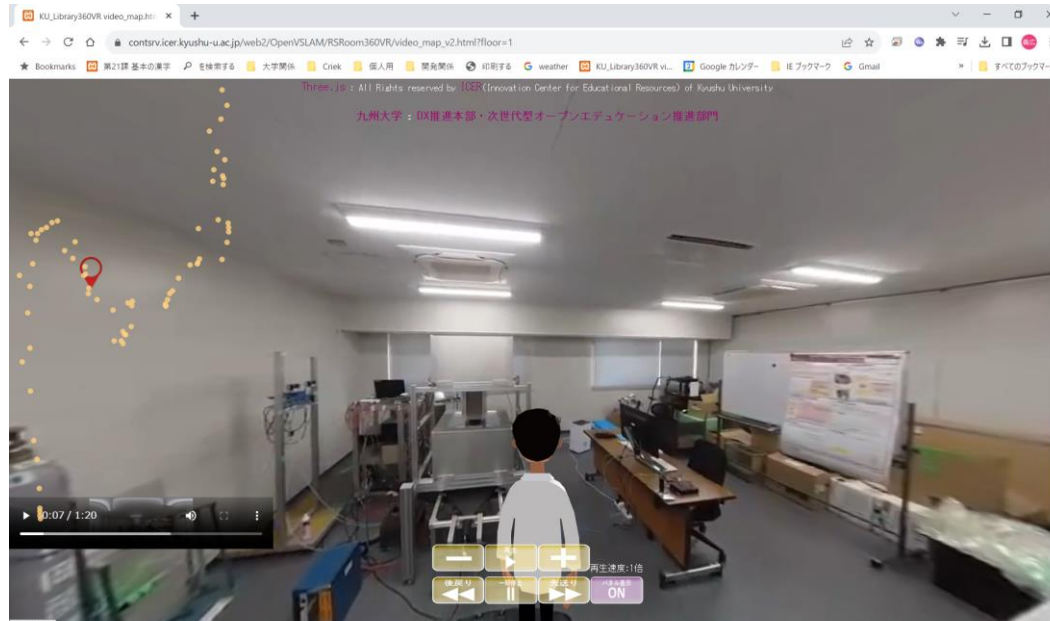 KU_Library360VR video_map.htm
contsrv.icer.kyushu-u.ac.jp/web2/OpenVSLAM/RSRoom360VR/video_map_v2.html?floor=1
Bookmarks 第21課 基本の漢字 を検索する 大学関係 Criek 個人用 開発関係 印刷する weather KU_Library360VR vi... Google カレンダー IE ブックマーク Gmail » すべてのブックマー
Three.js : All Rights reserved by ICER(Innovation Center for Educational Resources) of Kyushu University
九州大学 : DX推進本部・次世代型オープンエデュケーション推進部門
0:07 / 1:20
再生速度:1倍
後戻り 一時停止 先送り パネル表示
ON